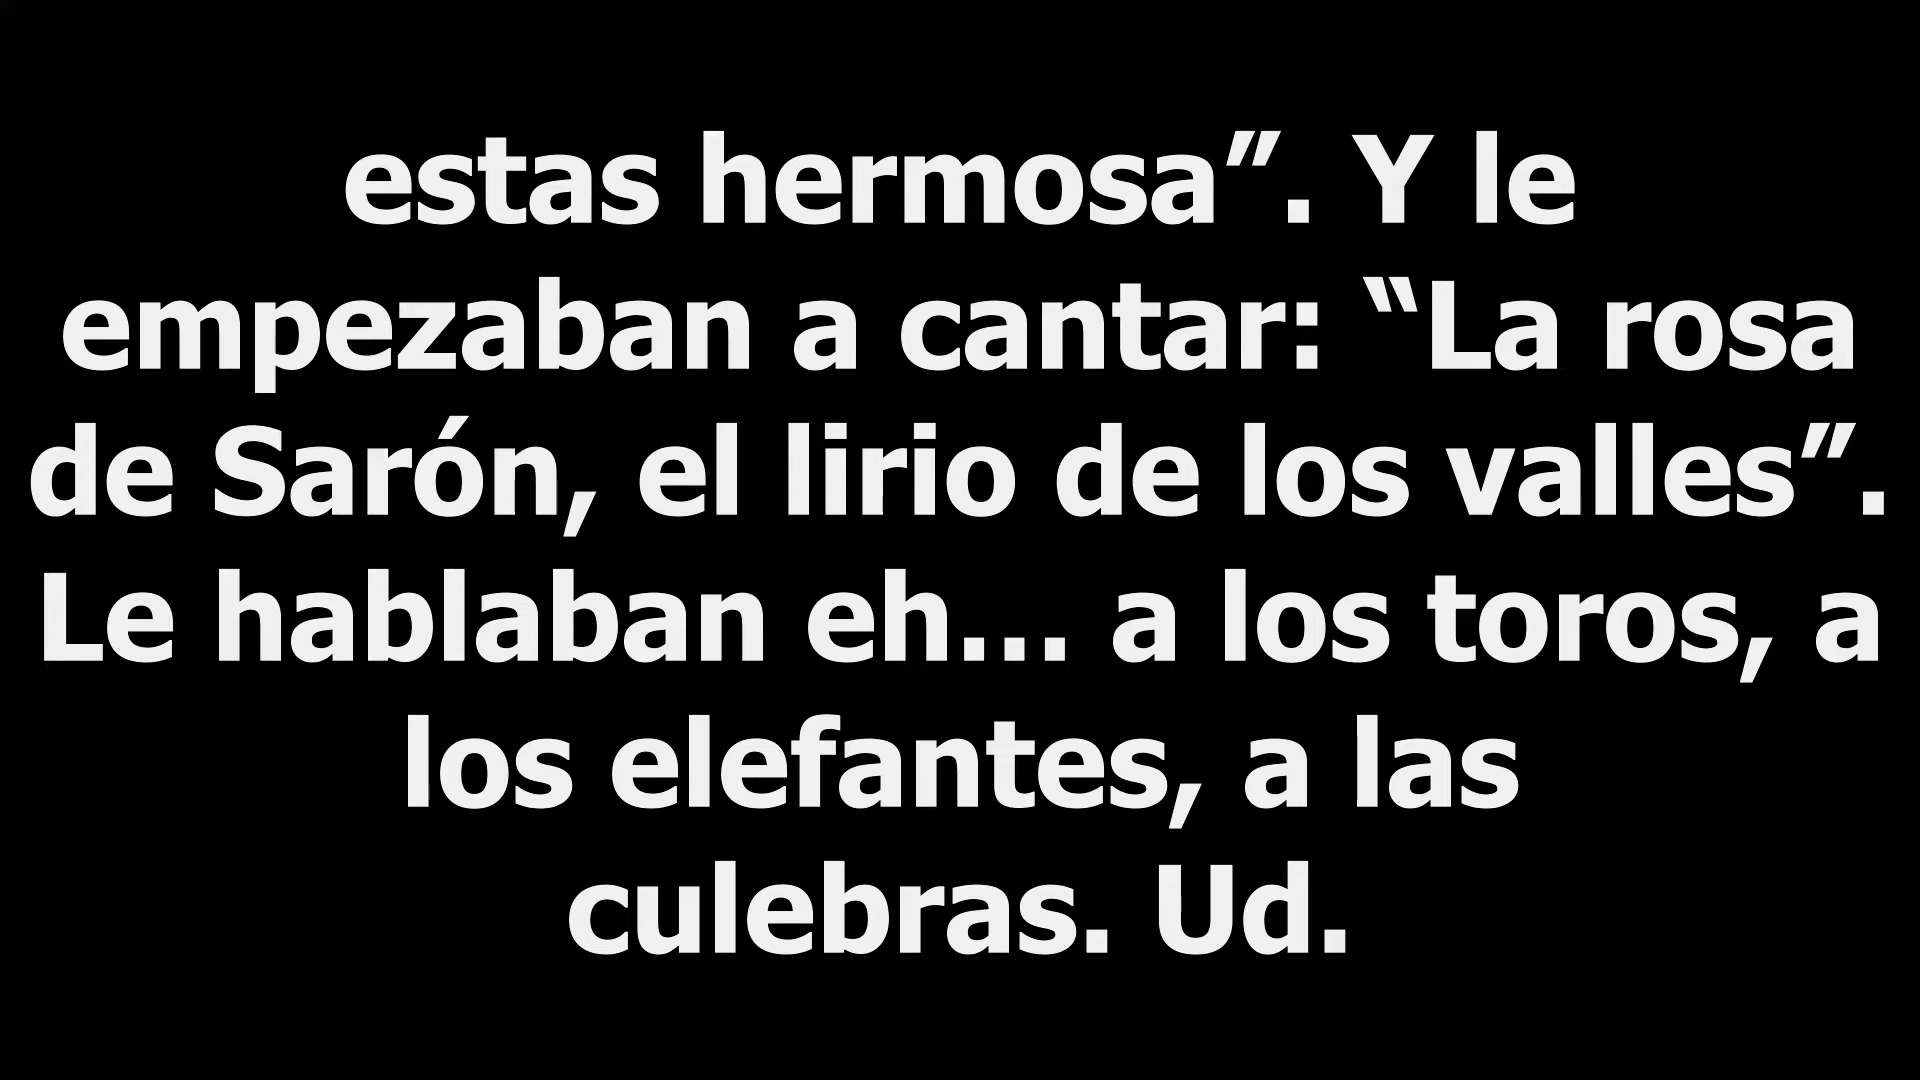 estas hermosa”. Y le
empezaban a cantar: “La rosa
de Sarón, el lirio de los valles”.
Le hablaban eh... a los toros, a
los elefantes, a las
culebras. Ud.